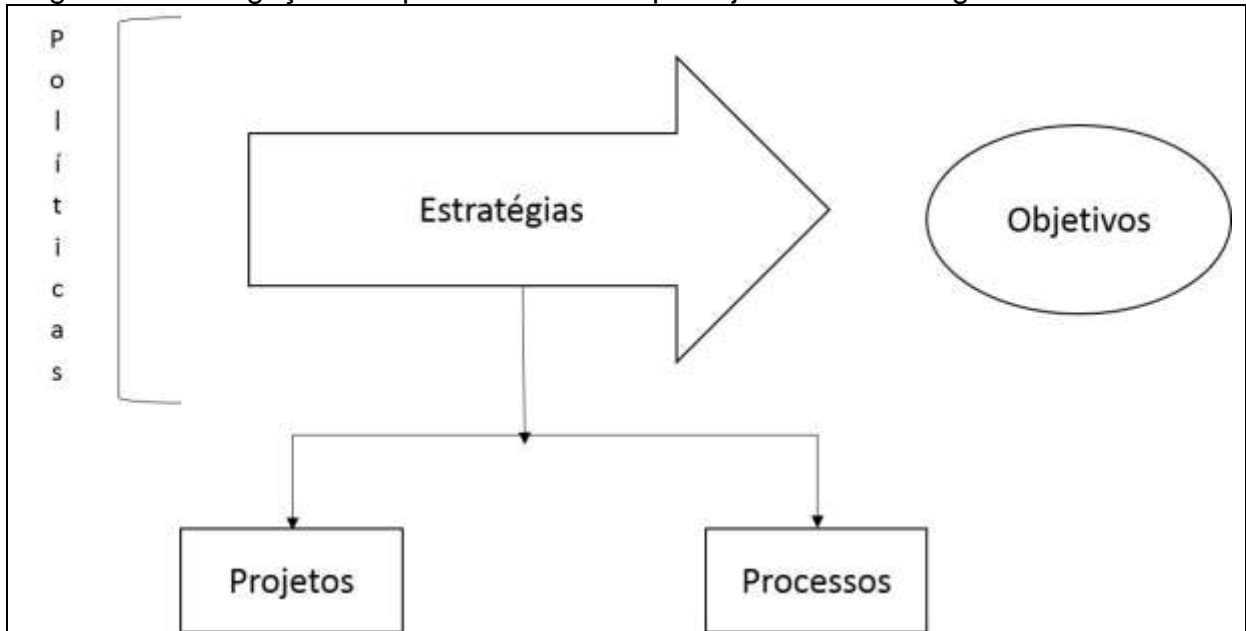 Políticas
Estratégias
Objetivos
Projetos
Processos